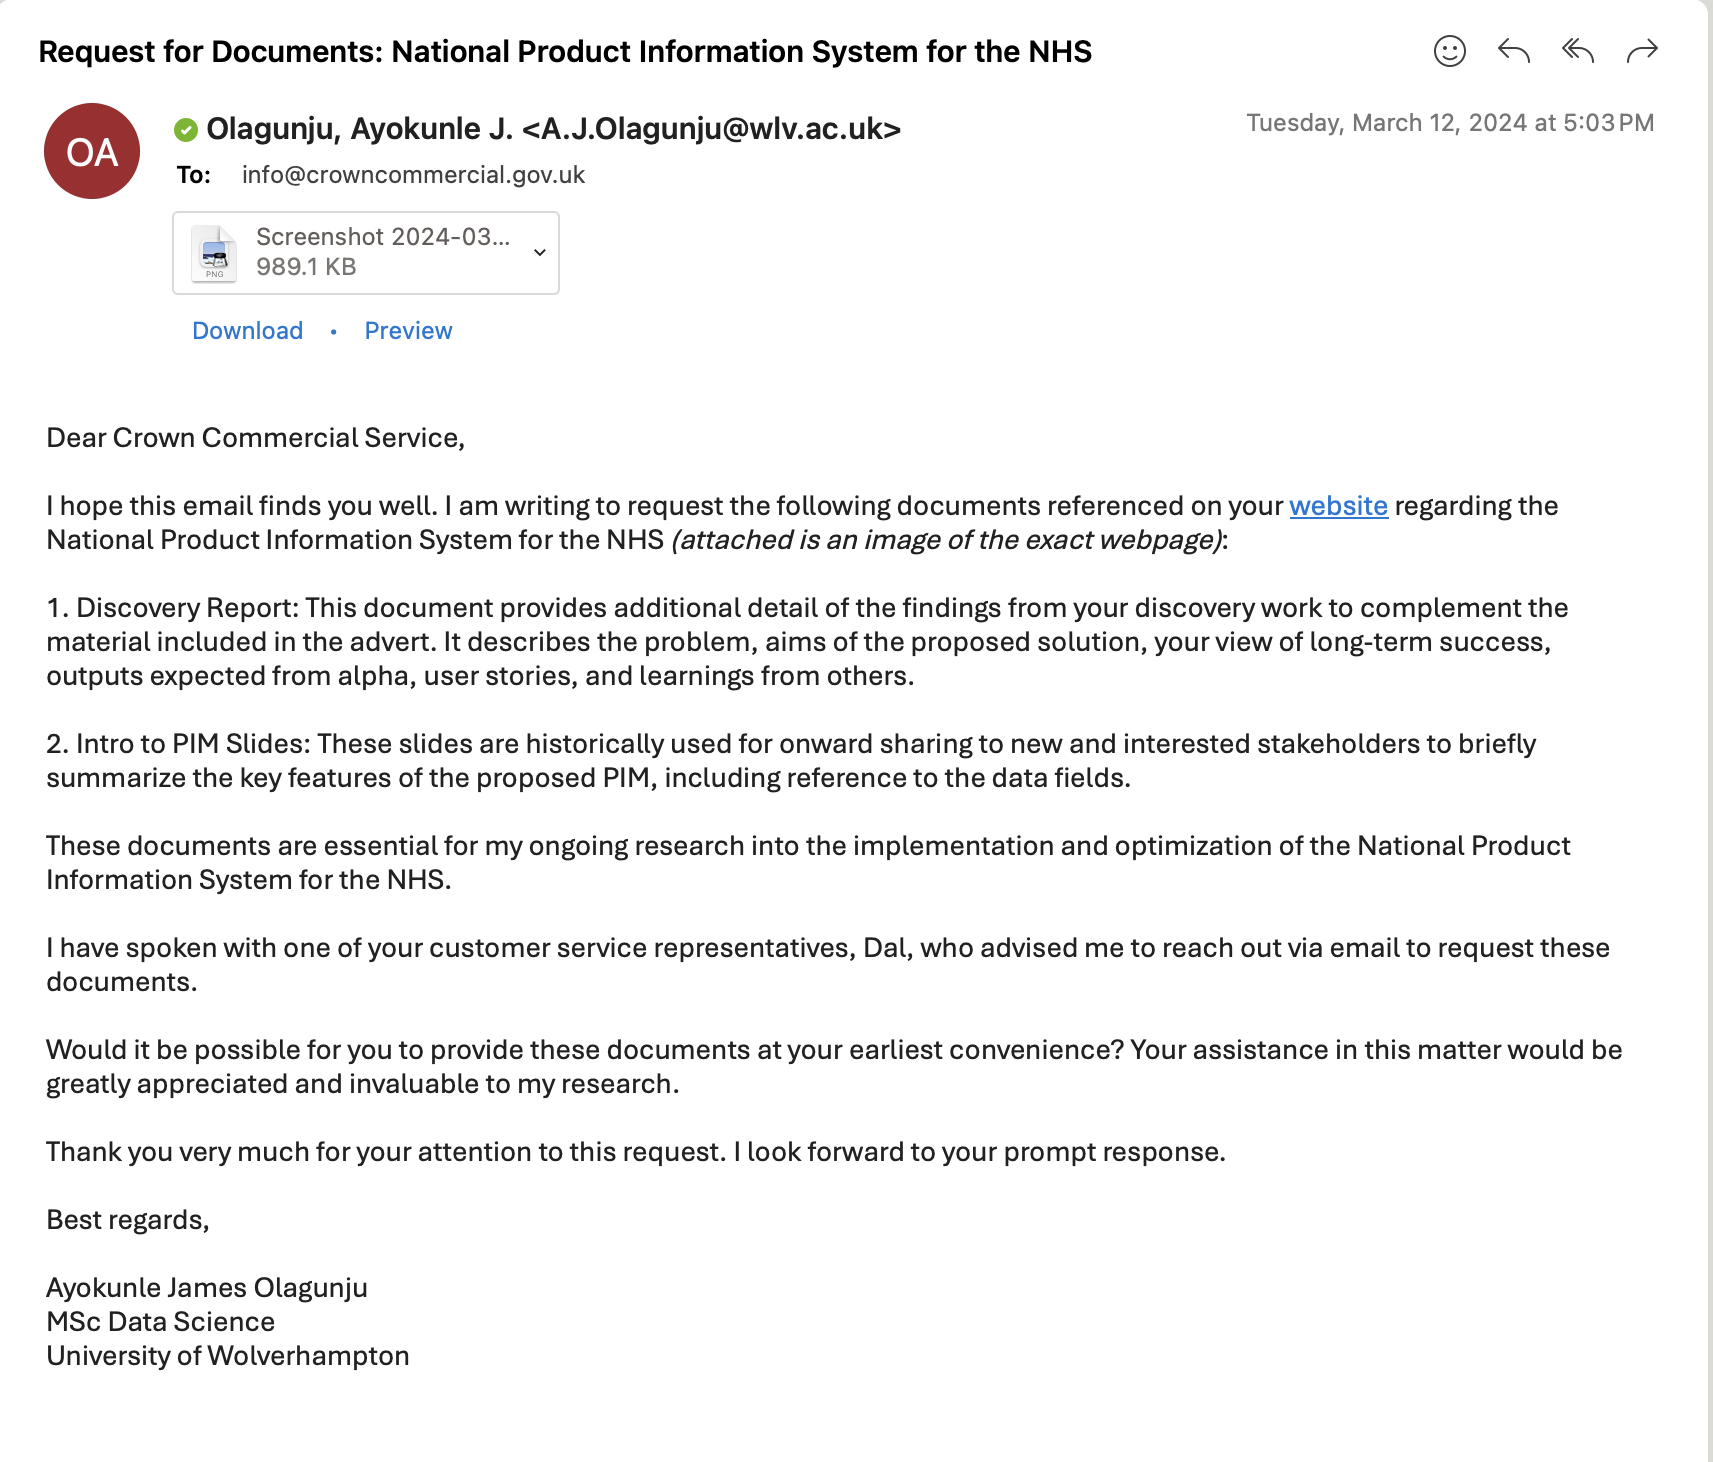 Request for Documents: National Product Information System for the NHS
OA
Olagunju, Ayokunle J. <A.J.Olagunju@wlv.ac.uk>
Tuesday, March 12, 2024 at 5:03 PM
To: info@crowncommercial.gov.uk
PNG
Screenshot 2024-03...
989.1 KB
Download • Preview
Dear Crown Commercial Service,
I hope this email finds you well. I am writing to request the following documents referenced on your website regarding the
National Product Information System for the NHS (attached is an image of the exact webpage):
1. Discovery Report: This document provides additional detail of the findings from your discovery work to complement the
material included in the advert. It describes the problem, aims of the proposed solution, your view of long-term success,
outputs expected from alpha, user stories, and learnings from others.
2. Intro to PIM Slides: These slides are historically used for onward sharing to new and interested stakeholders to briefly
summarize the key features of the proposed PIM, including reference to the data fields.
These documents are essential for my ongoing research into the implementation and optimization of the National Product
Information System for the NHS.
I have spoken with one of your customer service representatives, Dal, who advised me to reach out via email to request these
documents.
Would it be possible for you to provide these documents at your earliest convenience? Your assistance in this matter would be
greatly appreciated and invaluable to my research.
Thank you very much for your attention to this request. I look forward to your prompt response.
Best regards,
Ayokunle James Olagunju
MSc Data Science
University of Wolverhampton